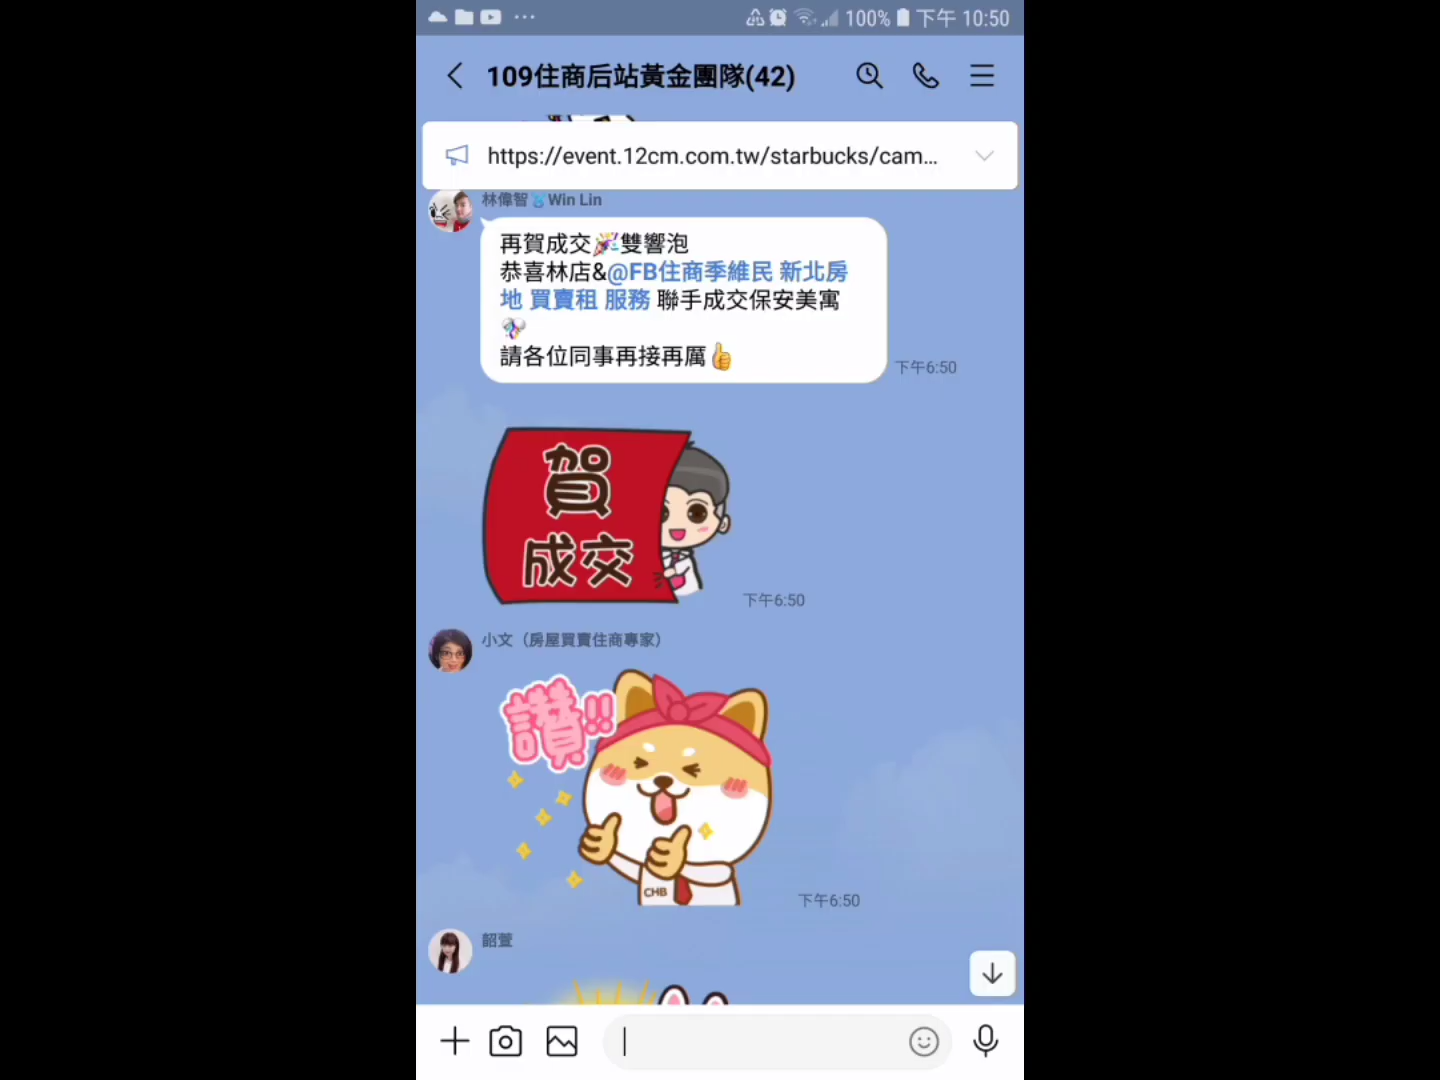 100% 下午 10:50
109住商后站黃金團隊(42)
https://event.12cm.com.tw/starbucks/cam...
林偉智 Win Lin
再賀成交🎉雙響泡
恭喜林店&@FB住商季維民 新北房
地 買賣租 服務 聯手成交保安美寓
🎊
請各位同事再接再厲👍
下午6:50
賀
成交
下午6:50
小文（房屋買賣住商專家）
讚!!
CHB
下午6:50
韶萱